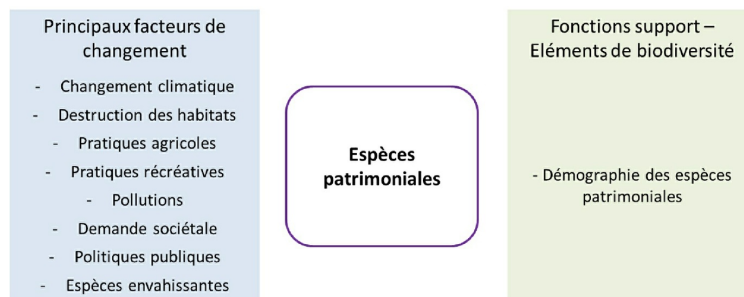 Principaux facteurs de
changement
- Changement climatique
- Destruction des habitats
- Pratiques agricoles
- Pratiques récréatives
- Pollutions
- Demande sociétale
- Politiques publiques
- Espèces envahissantes
Espèces
patrimoniales
Fonctions support –
Eléments de biodiversité
- Démographie des espèces
patrimoniales